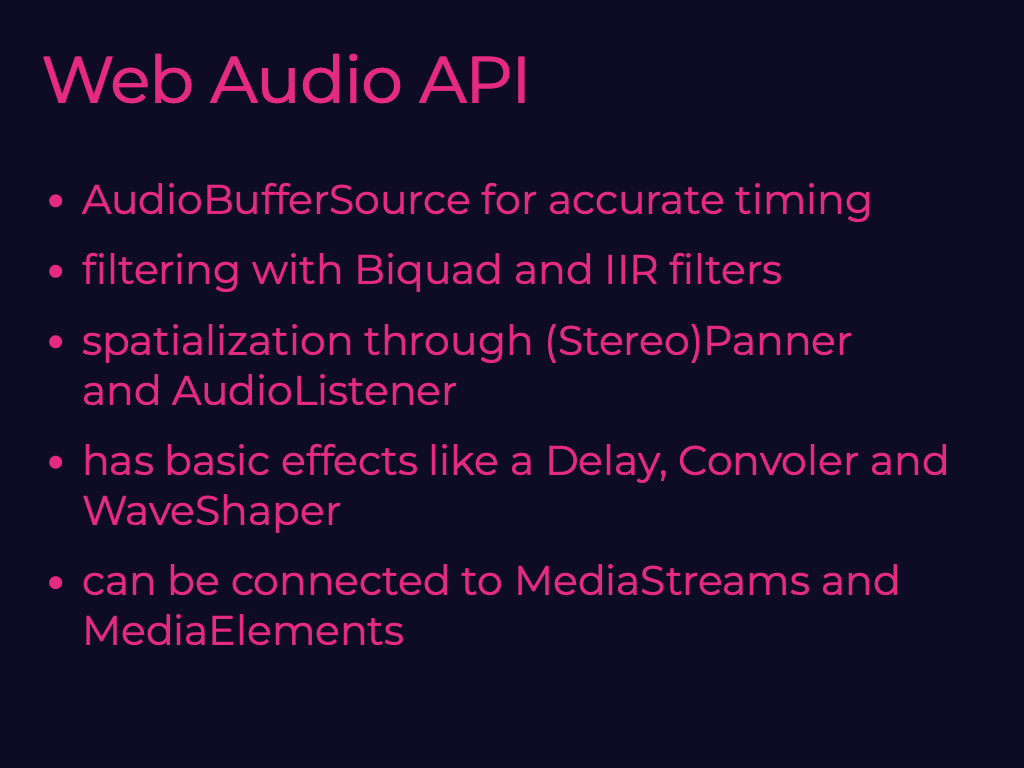 Web Audio API
• AudioBufferSource for accurate timing
• filtering with Biquad and IIR filters
• spatialization through (Stereo)Panner
and AudioListener
• has basic effects like a Delay, Convoler and
WaveShaper
• can be connected to MediaStreams and
MediaElements